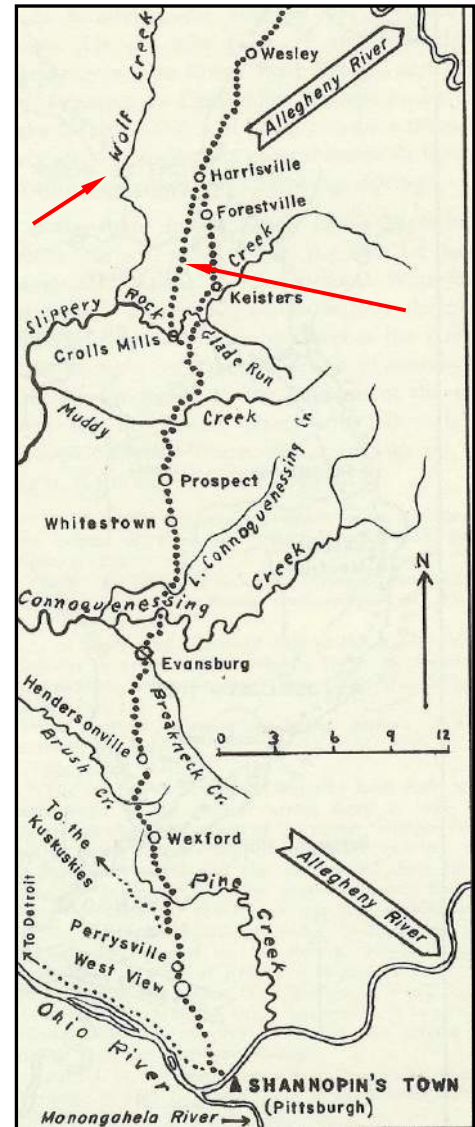 Wesley
Wolf Creek
Allegheny River
Harrisville
Forestville
Creek
Keisters
Slippery Rock
Crolls Mills
Glade Run
Muddy Creek
Prospect
L. Connoquenessing Cr.
Whitestown
Creek
N
Connoquenessing
Evansburg
Hendersonville
Breakneck Cr.
0 3 6 9 12
Brush Cr.
To the
Kuskuskies
Wexford
Allegheny River
Pine Creek
To Detroit
Perrysville
West View
Ohio River
SHANNOPIN'S TOWN
(Pittsburgh)
Monongahela River